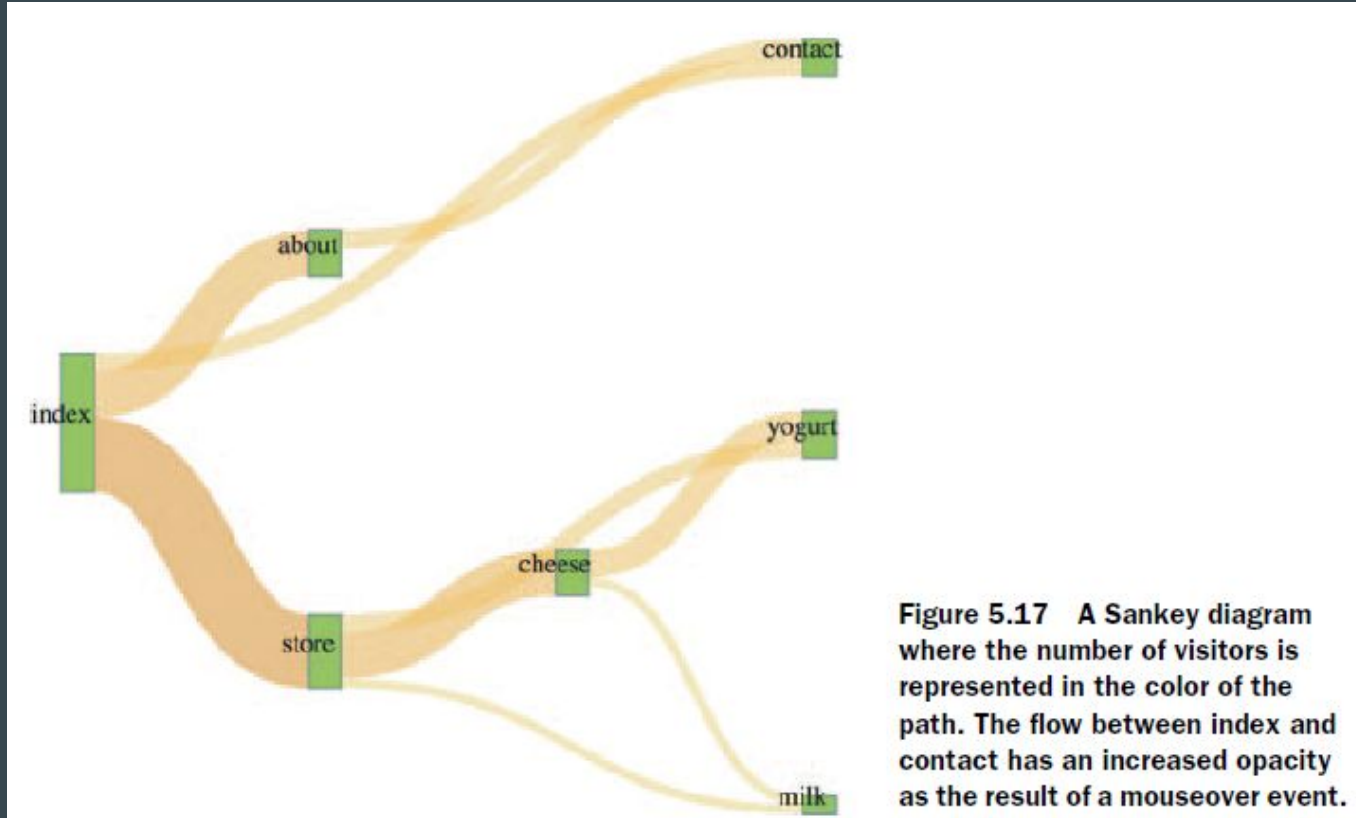 contact
about
index
yogurt
cheese
store
milk
Figure 5.17 A Sankey diagram
where the number of visitors is
represented in the color of the
path. The flow between index and
contact has an increased opacity
as the result of a mouseover event.